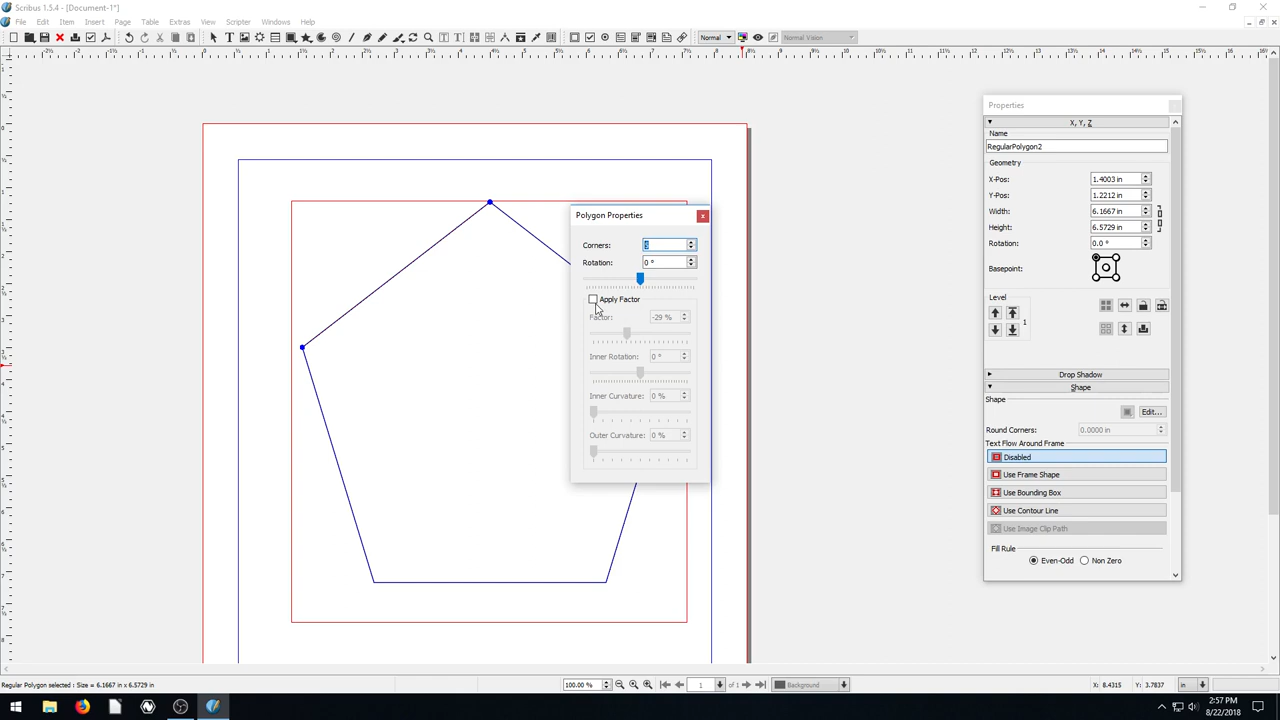 Scribus 1.5.4 - [Document-1*]
File Edit Item Insert Page Table Extras View Scripter Windows Help
Normal
Normal Vision
Properties
X, Y, Z
Name
RegularPolygon2
Geometry
X-Pos: 1.4003 in
Y-Pos: 1.2212 in
Width: 6.1667 in
Height: 6.5729 in
Rotation: 0.0 °
Basepoint:
Level
1
Drop Shadow
Shape
Shape
Edit...
Round Corners: 0.0000 in
Text Flow Around Frame
Disabled
Use Frame Shape
Use Bounding Box
Use Contour Line
Use Image Clip Path
Fill Rule
Even-Odd Non Zero
Polygon Properties
Corners: 5
Rotation: 0 °
Apply Factor
Factor: -29 %
Inner Rotation: 0 °
Inner Curvature: 0 %
Outer Curvature: 0 %
Regular Polygon selected : Size = 6.1667 in x 6.5729 in
100.00 %
1 of 1
Background
in
X: 8.4315 Y: 3.7837
2:57 PM
8/22/2018